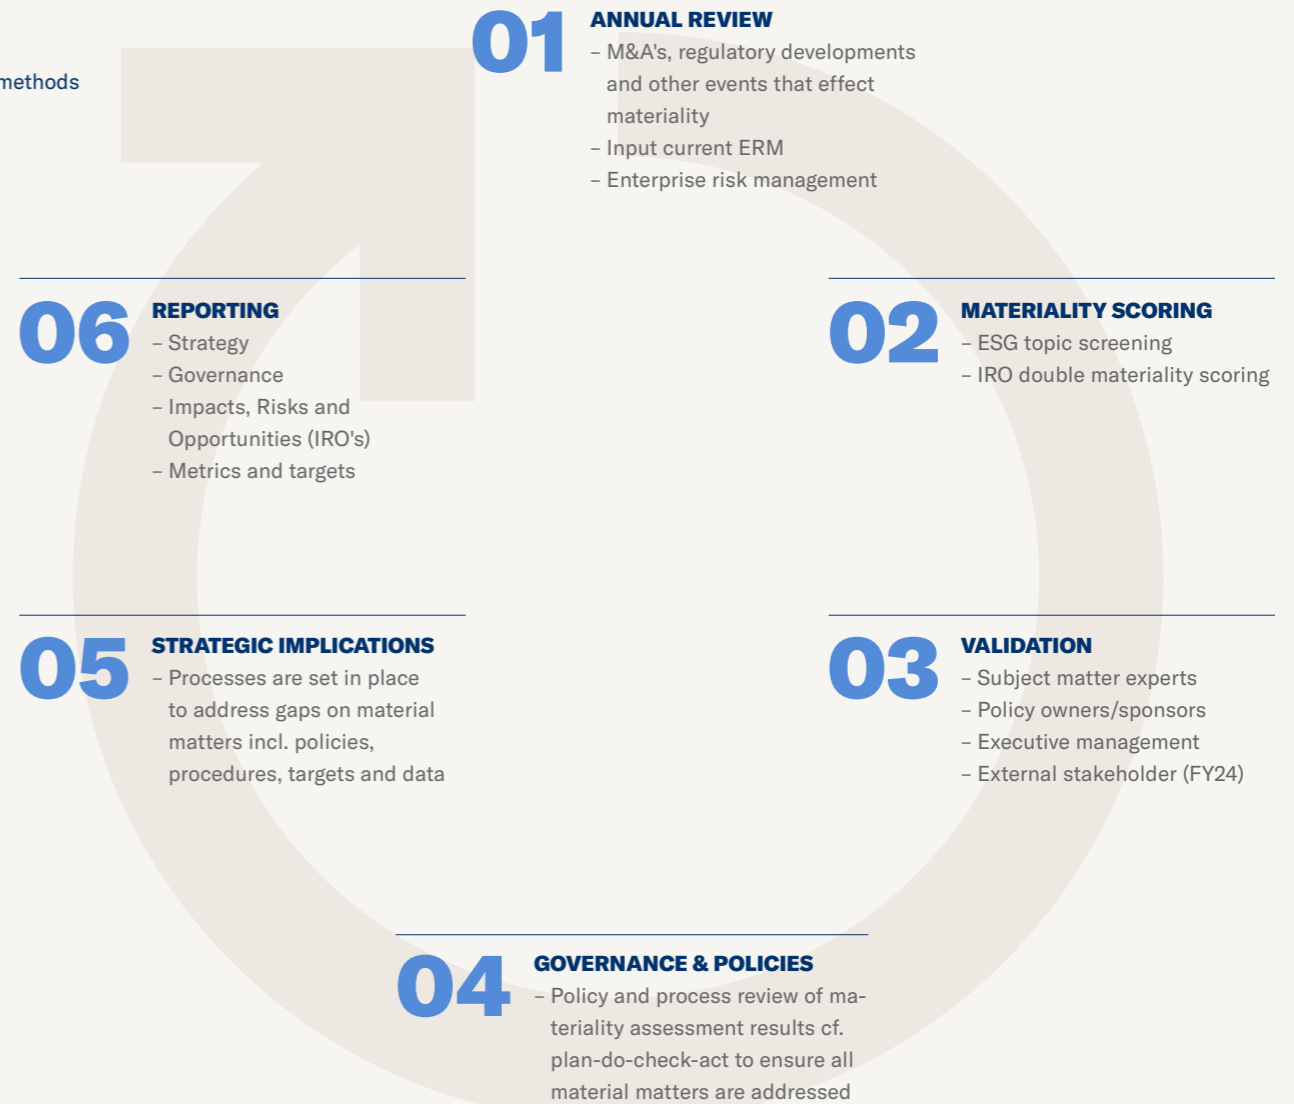 methods
01
ANNUAL REVIEW
– M&A's, regulatory developments
and other events that effect
materiality
– Input current ERM
– Enterprise risk management
02
MATERIALITY SCORING
– ESG topic screening
– IRO double materiality scoring
03
VALIDATION
– Subject matter experts
– Policy owners/sponsors
– Executive management
– External stakeholder (FY24)
04
GOVERNANCE & POLICIES
– Policy and process review of ma-
teriality assessment results cf.
plan-do-check-act to ensure all
material matters are addressed
05
STRATEGIC IMPLICATIONS
– Processes are set in place
to address gaps on material
matters incl. policies,
procedures, targets and data
06
REPORTING
– Strategy
– Governance
– Impacts, Risks and
Opportunities (IRO's)
– Metrics and targets